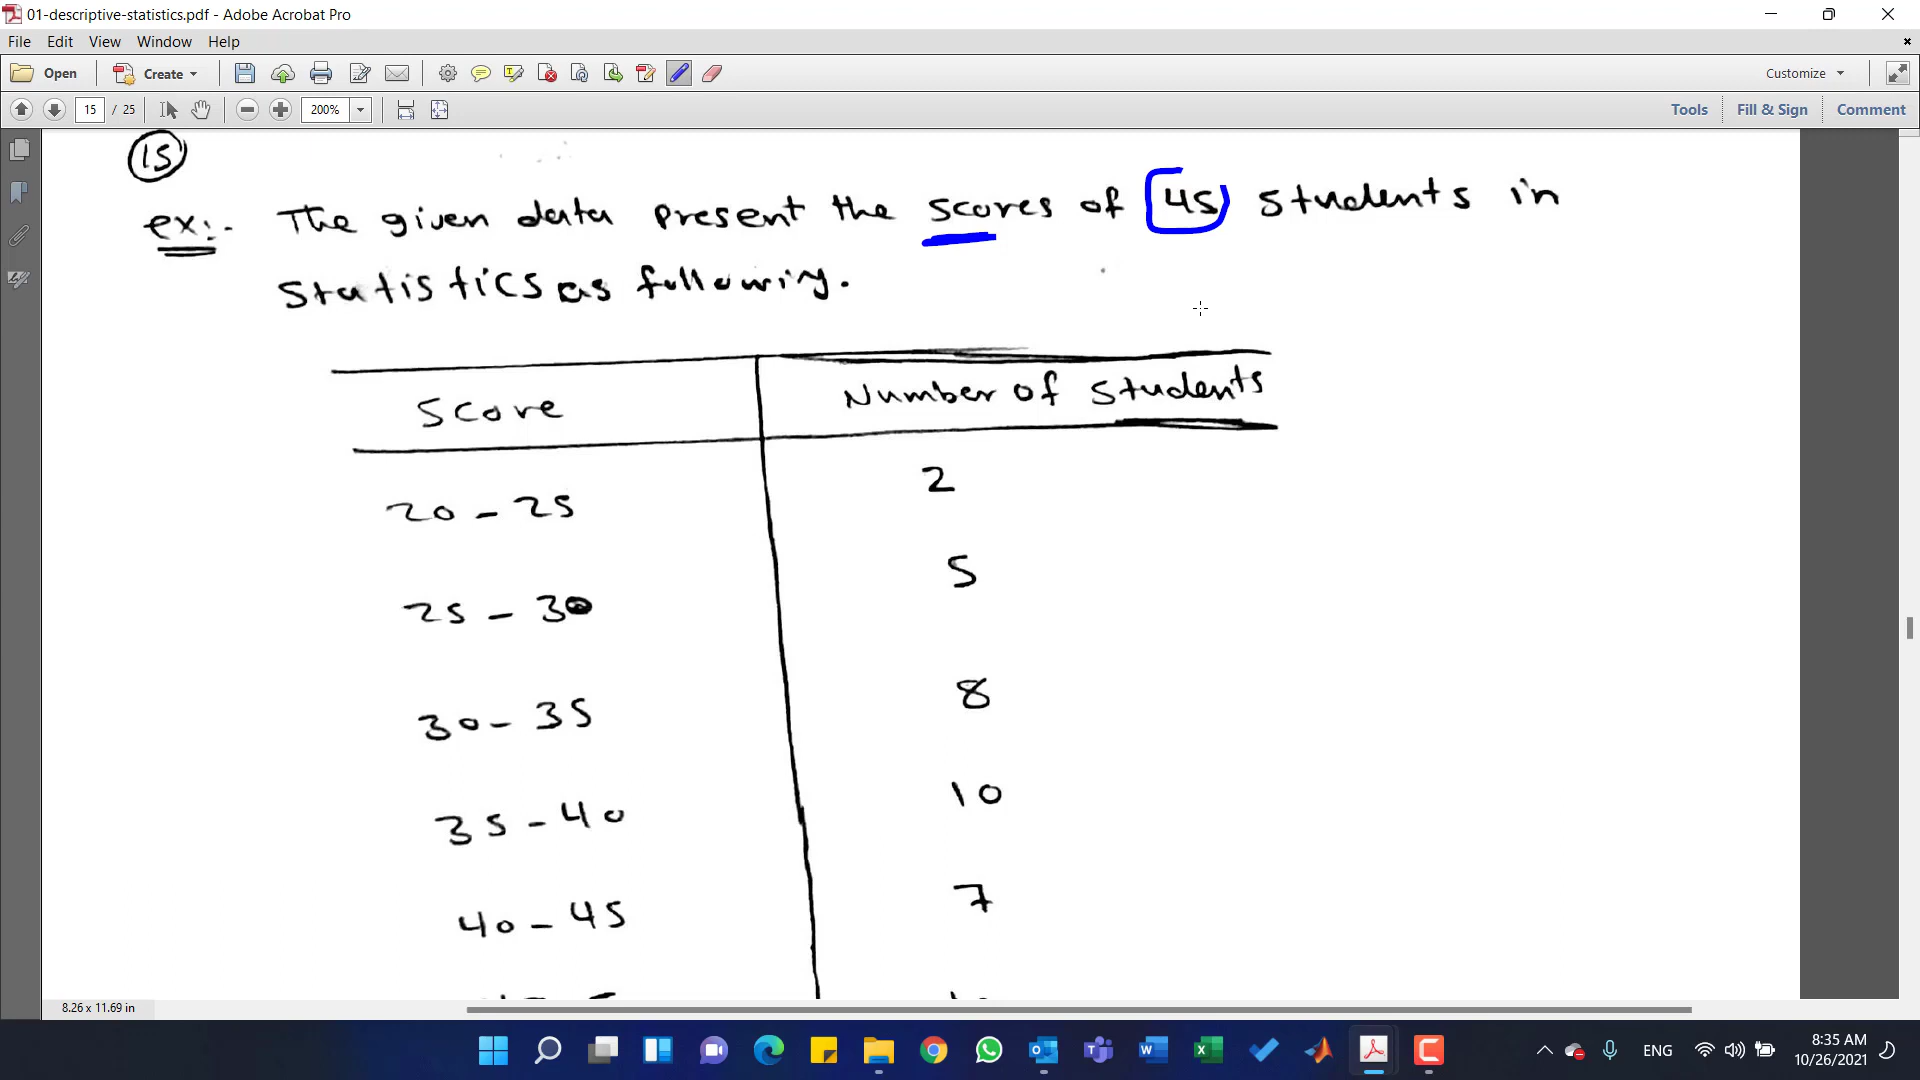 01-descriptive-statistics.pdf - Adobe Acrobat Pro
File Edit View Window Help
Open Create Customize
15 / 25 200% Tools Fill & Sign Comment
15
ex:- The given data present the scores of 45 students in
Statistics as following.
Score Number of Students
20 - 25 2
25 - 30 5
30 - 35 8
35 - 40 10
40 - 45 7
8.26 x 11.69 in
ENG 8:35 AM
10/26/2021